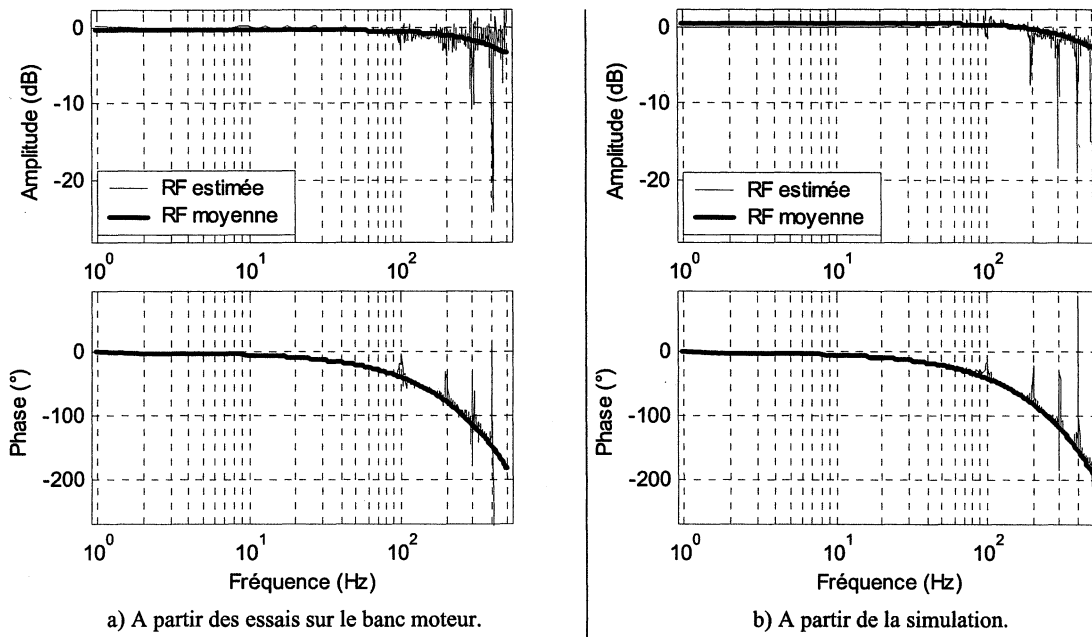 0
-10
-20
Amplitude (dB)
RF estimée
RF moyenne
10^0
10^1
10^2
0
-100
-200
Phase (°)
10^0
10^1
10^2
Fréquence (Hz)
a) A partir des essais sur le banc moteur.
0
-10
-20
Amplitude (dB)
RF estimée
RF moyenne
10^0
10^1
10^2
0
-100
-200
Phase (°)
10^0
10^1
10^2
Fréquence (Hz)
b) A partir de la simulation.